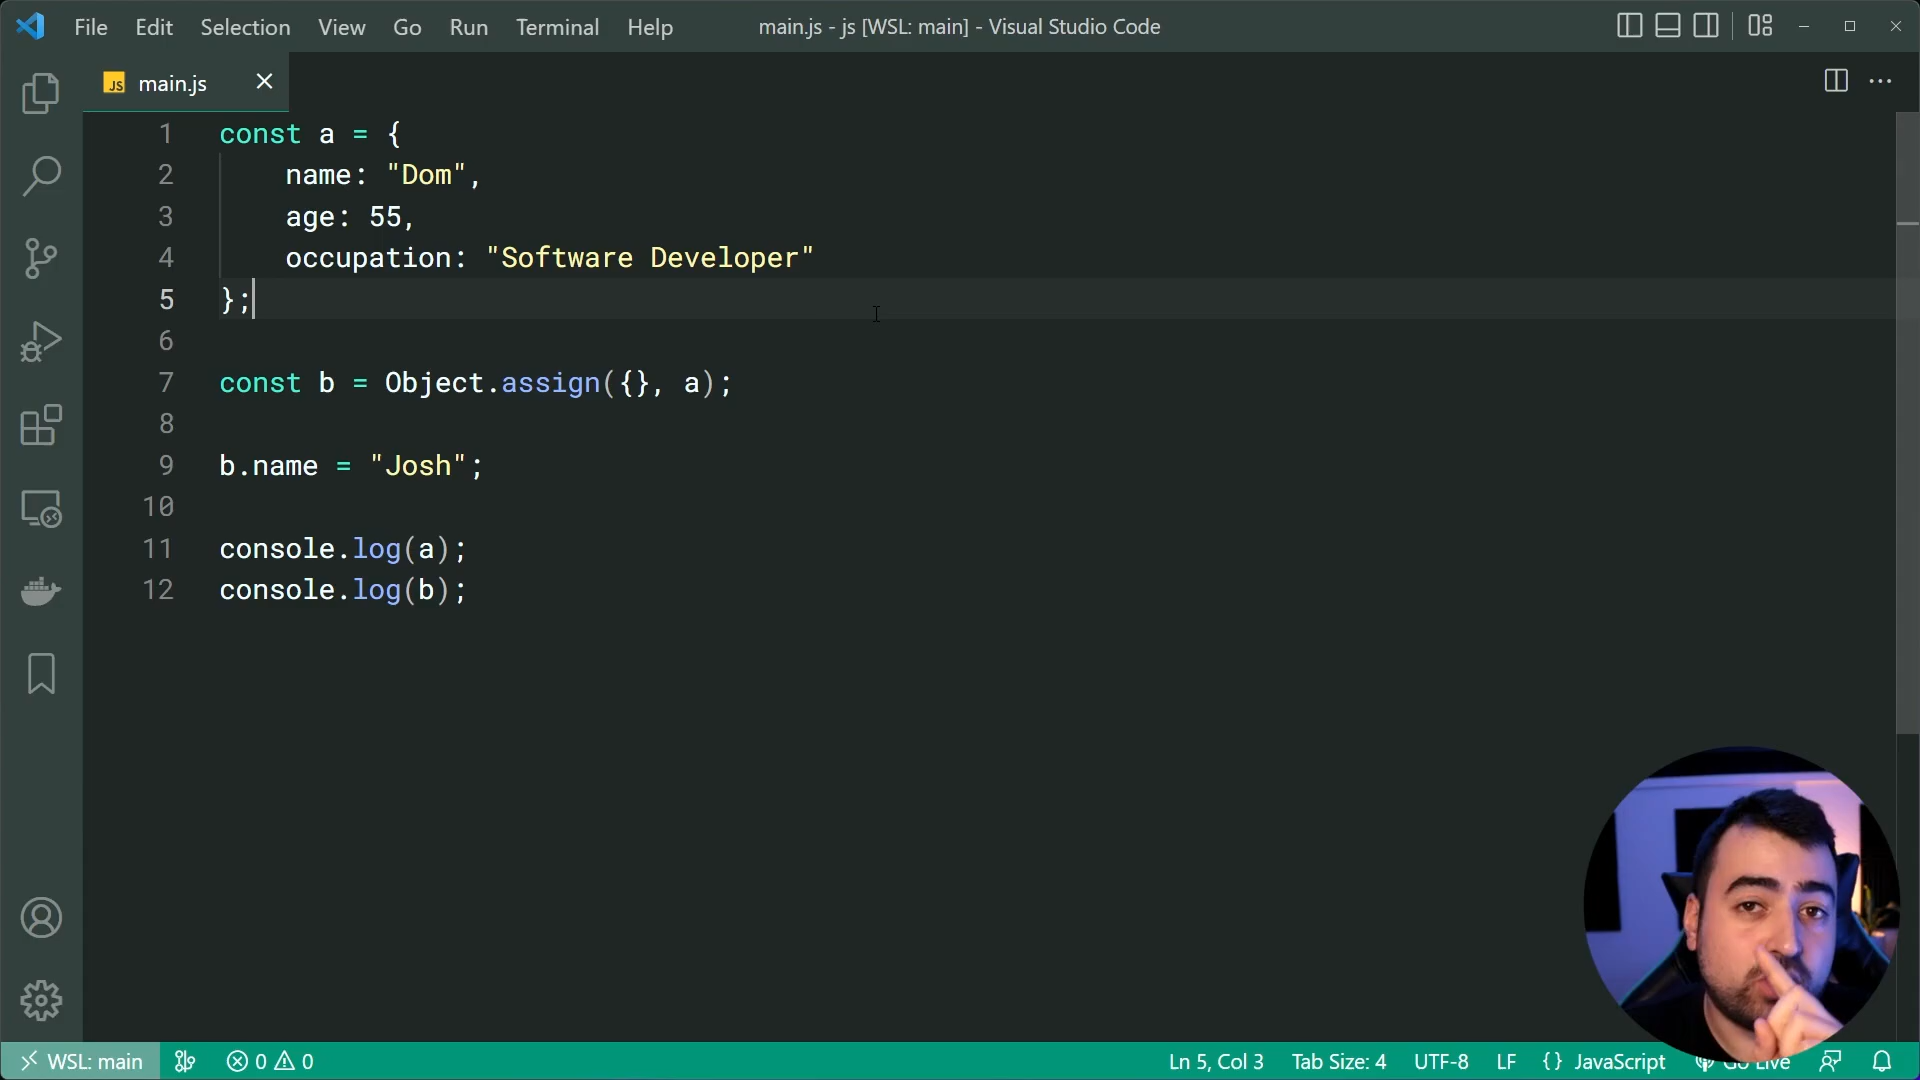 File Edit Selection View Go Run Terminal Help main.js - js [WSL: main] - Visual Studio Code
JS main.js
1 const a = {
2 name: "Dom",
3 age: 55,
4 occupation: "Software Developer"
5 };
6
7 const b = Object.assign({}, a);
8
9 b.name = "Josh";
10
11 console.log(a);
12 console.log(b);
WSL: main 0 0 Ln 5, Col 3 Tab Size: 4 UTF-8 LF {} JavaScript Go Live